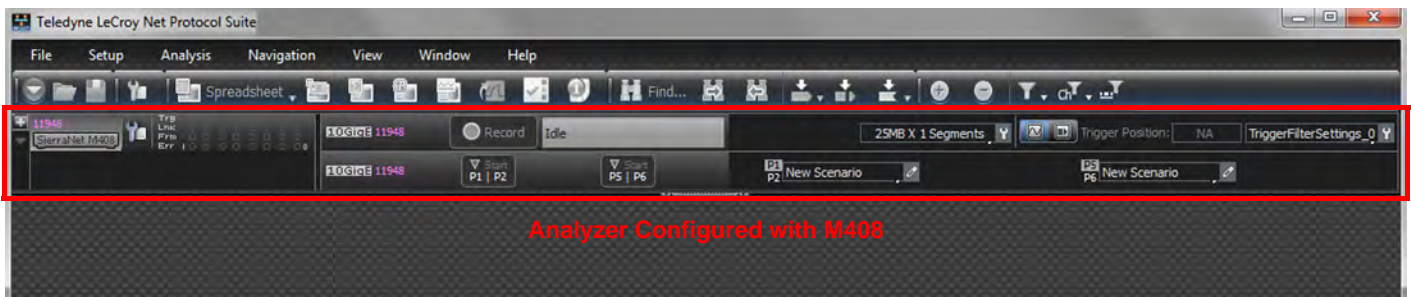 Teledyne LeCroy Net Protocol Suite
File Setup Analysis Navigation View Window Help
Spreadsheet Find...
11948 Trg
SierraNet M408 Lnk
Frm
Err
10GigE 11948 Record Idle 25MB X 1 Segments Trigger Position: NA TriggerFilterSettings_0
10GigE 11948 Start P1 | P2 Start P5 | P6 P1 P2 New Scenario P5 P6 New Scenario
Analyzer Configured with M408